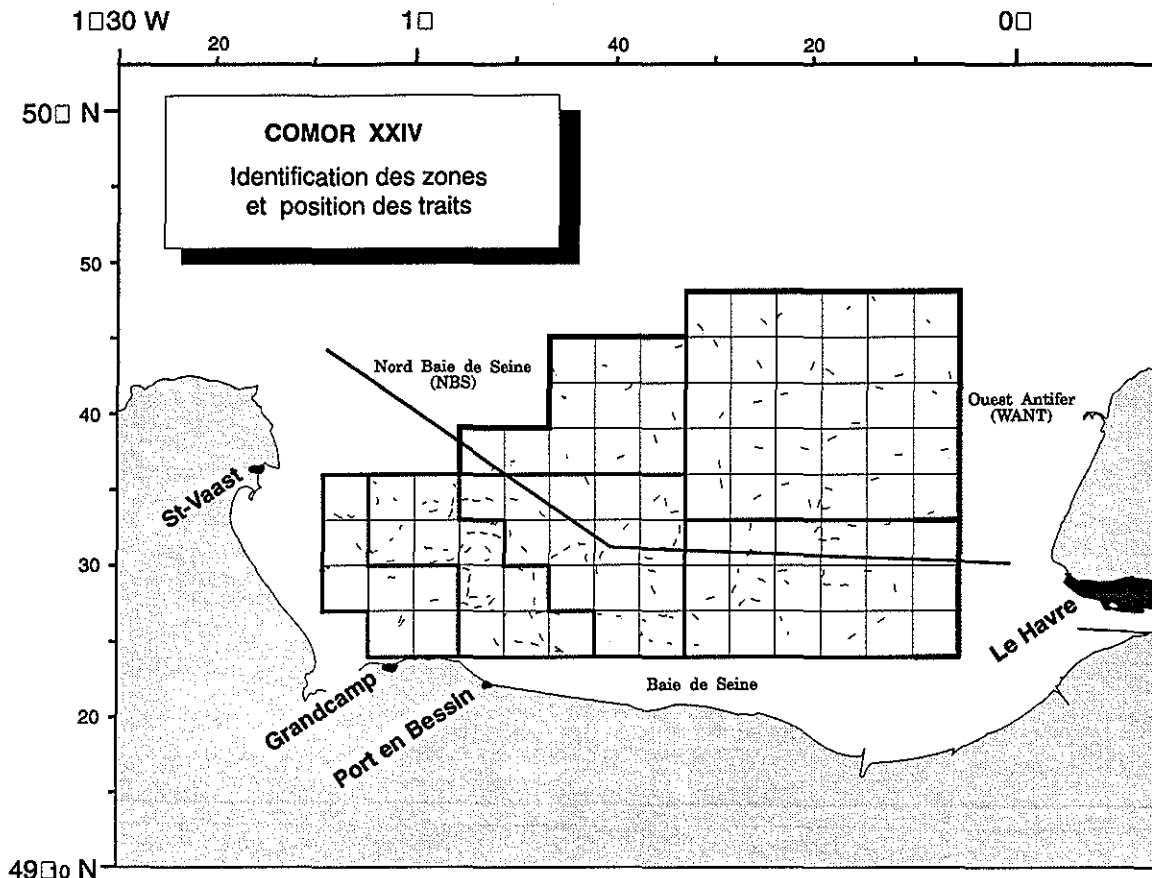 1□30 W 1□ 0□
20 40 20
50□ N
COMOR XXIV
Identification des zones
et position des traits
50
Nord Baie de Seine
(NBS)
Ouest Antifer
(WANT)
40
St-Vaast
30
Le Havre
Grandcamp
Baie de Seine
20
Port en Bessin
49□30 N